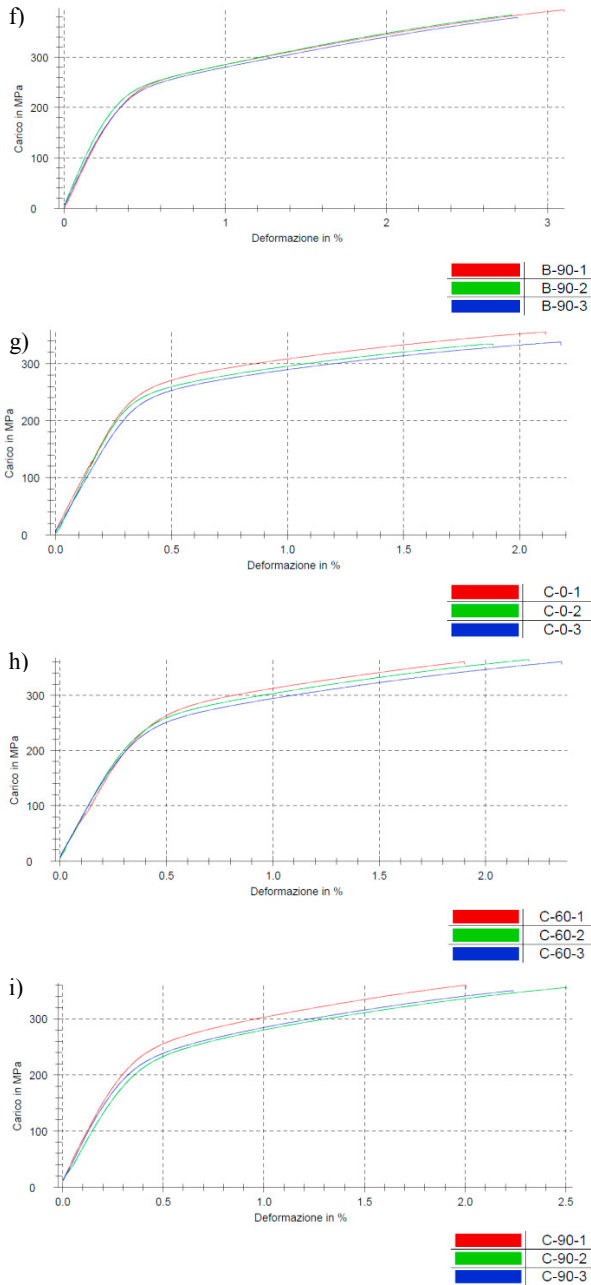 f)
Carico in MPa
300
200
100
0
0 1 2 3
Deformazione in %
B-90-1
B-90-2
B-90-3
g)
Carico in MPa
300
200
100
0
0.0 0.5 1.0 1.5 2.0
Deformazione in %
C-0-1
C-0-2
C-0-3
h)
Carico in MPa
300
200
100
0
0.0 0.5 1.0 1.5 2.0
Deformazione in %
C-60-1
C-60-2
C-60-3
i)
Carico in MPa
300
200
100
0
0.0 0.5 1.0 1.5 2.0 2.5
Deformazione in %
C-90-1
C-90-2
C-90-3